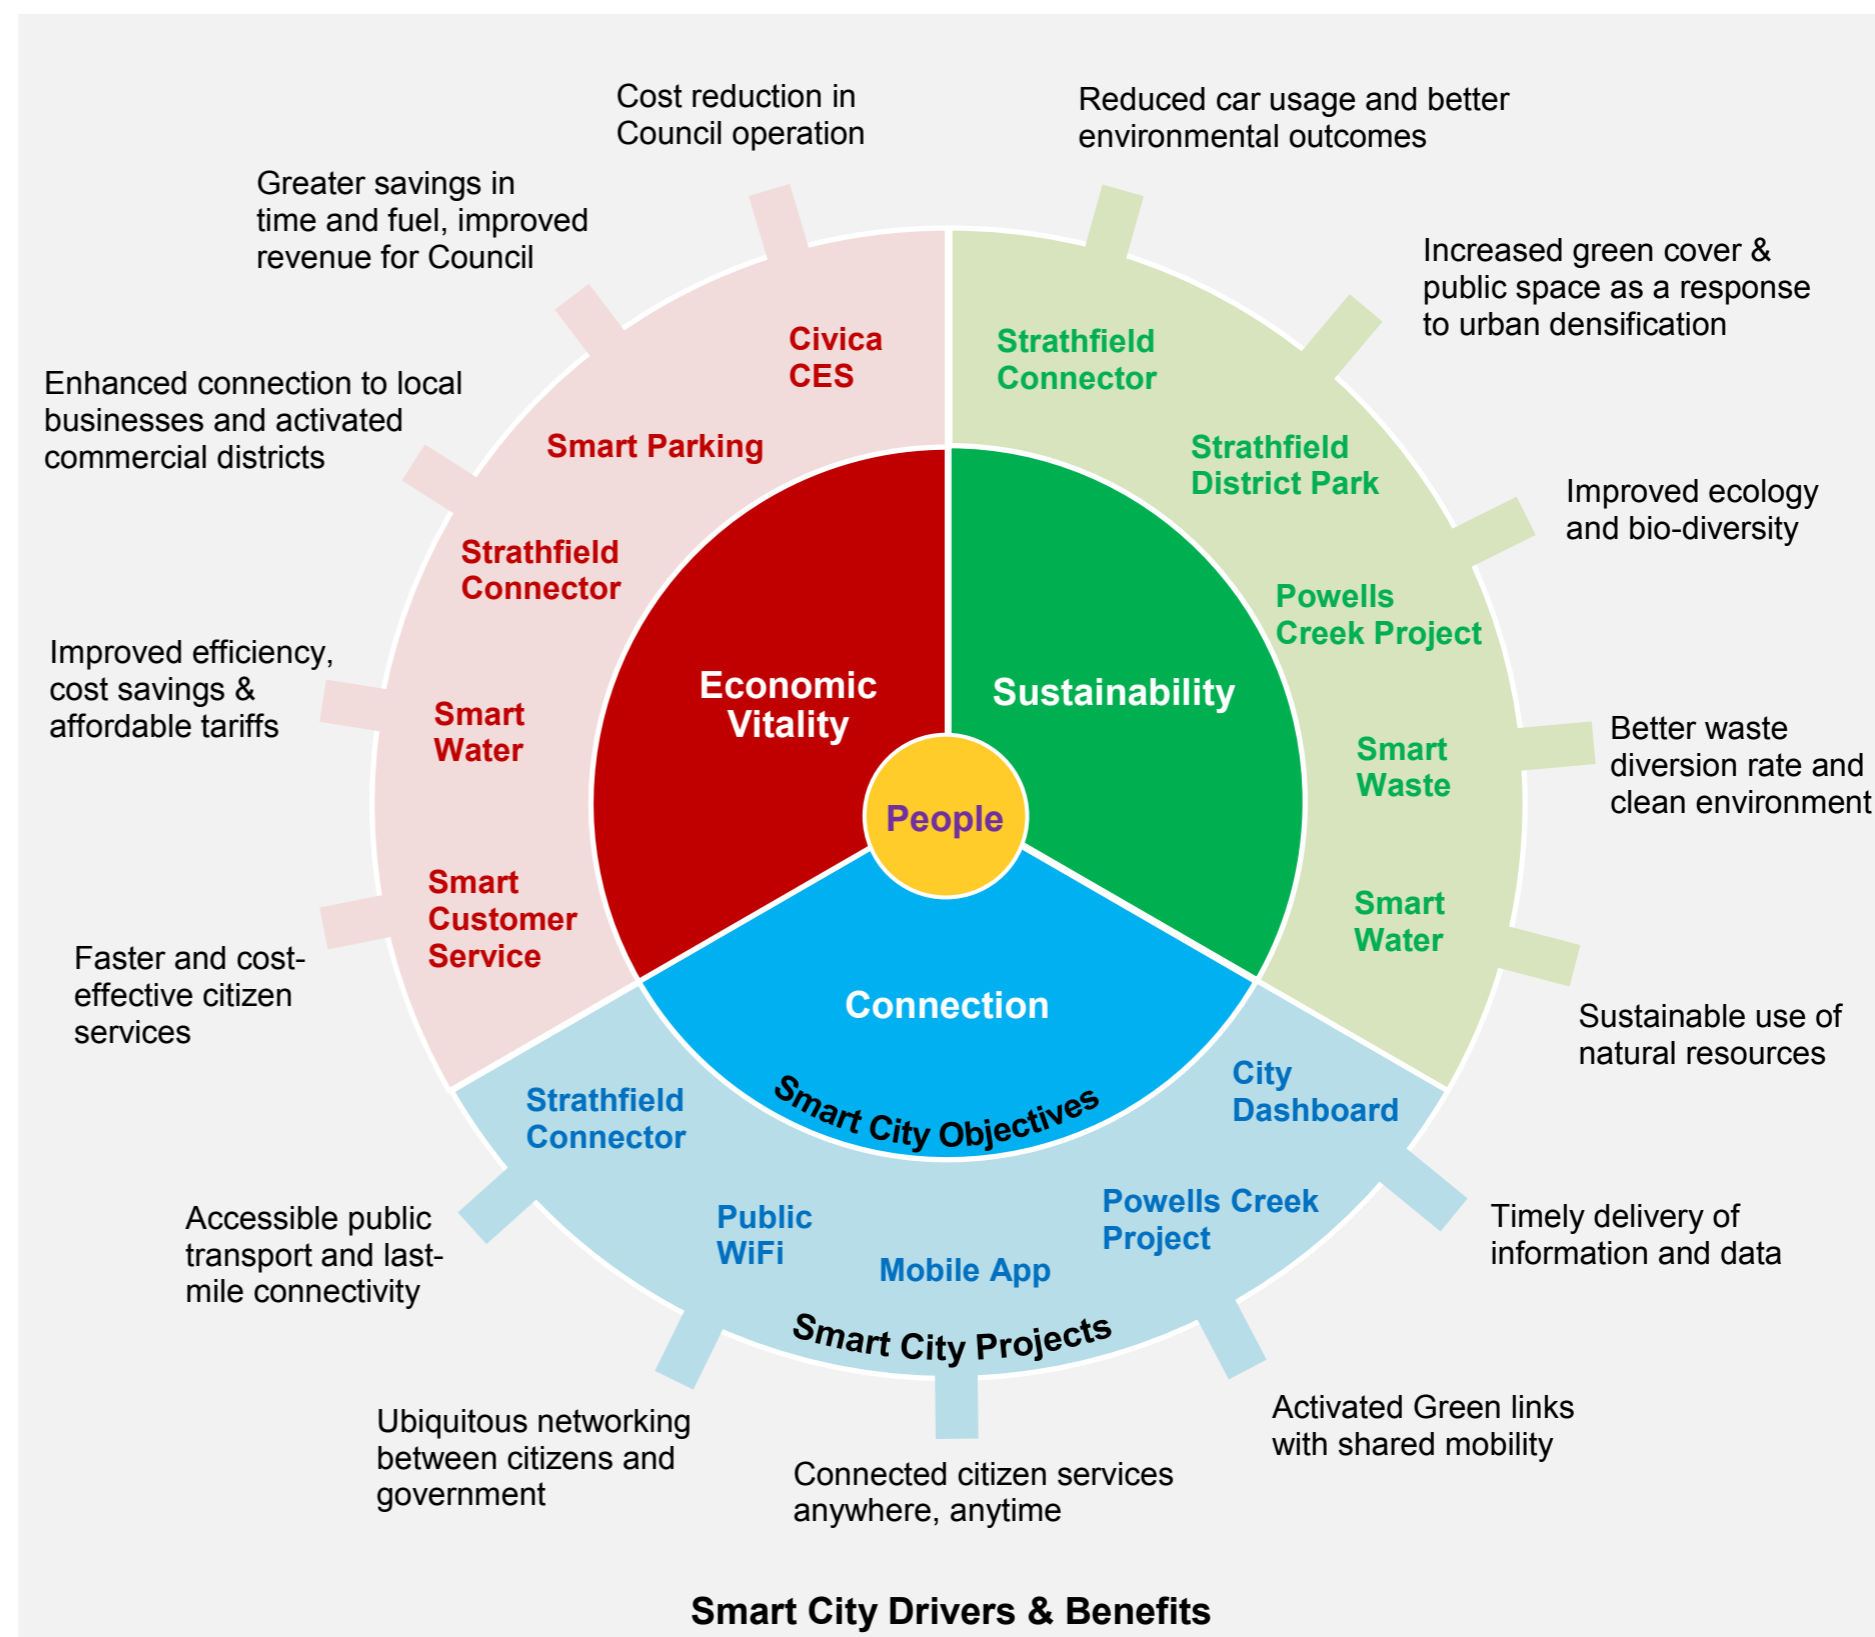 Cost reduction in
Council operation
Reduced car usage and better
environmental outcomes
Greater savings in
time and fuel, improved
revenue for Council
Increased green cover &
public space as a response
to urban densification
Enhanced connection to local
businesses and activated
commercial districts
Improved ecology
and bio-diversity
Improved efficiency,
cost savings &
affordable tariffs
Better waste
diversion rate and
clean environment
Faster and cost-
effective citizen
services
Sustainable use of
natural resources
Civica
CES
Smart Parking
Strathfield
Connector
Smart
Water
Smart
Customer
Service
Strathfield
Connector
Strathfield
District Park
Powells
Creek Project
Smart
Waste
Smart
Water
Economic
Vitality
Sustainability
People
Connection
Smart City Objectives
Strathfield
Connector
Public
WiFi
Mobile App
Powells Creek
Project
City
Dashboard
Smart City Projects
Accessible public
transport and last-
mile connectivity
Ubiquitous networking
between citizens and
government
Connected citizen services
anywhere, anytime
Activated Green links
with shared mobility
Timely delivery of
information and data
Smart City Drivers & Benefits